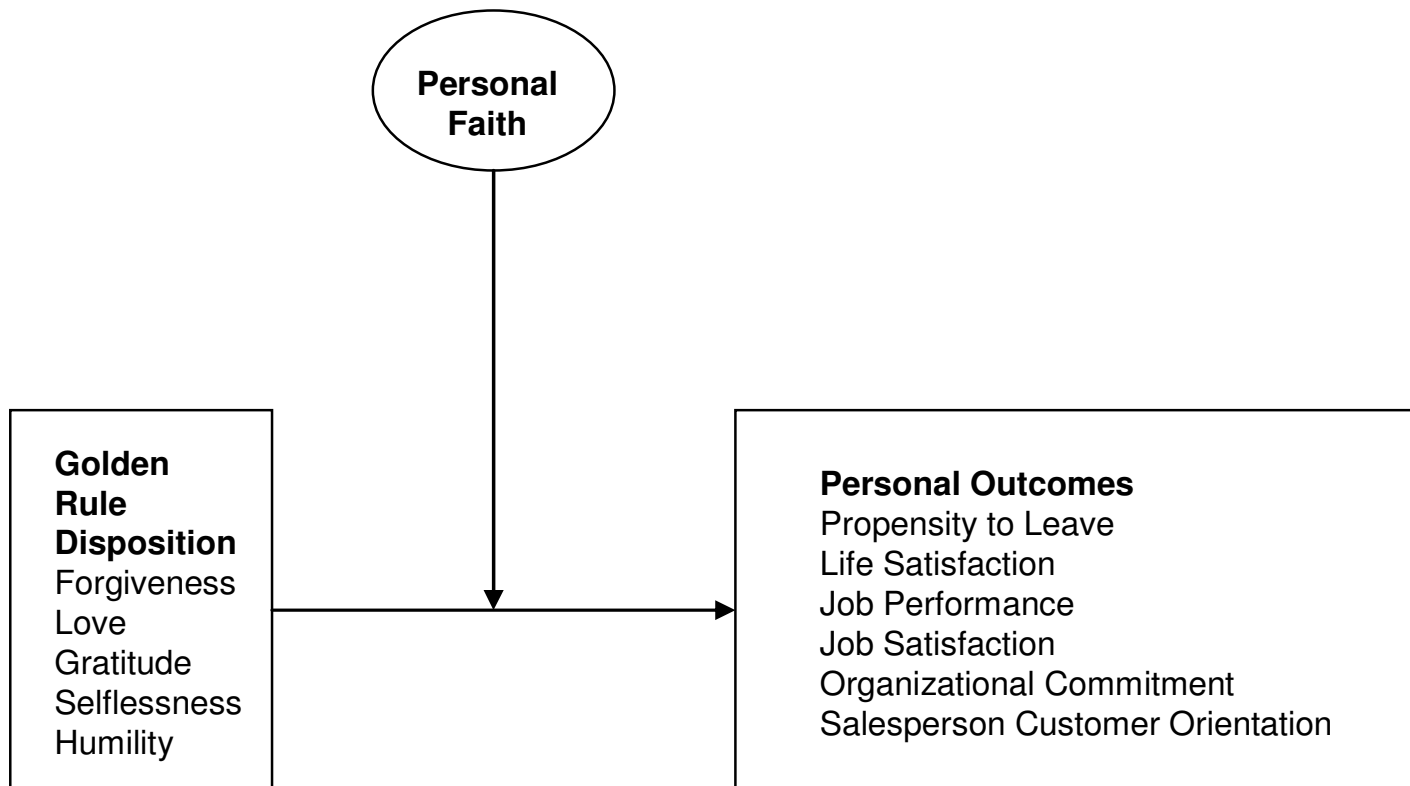 Personal
Faith
Golden
Rule
Disposition
Forgiveness
Love
Gratitude
Selflessness
Humility
Personal Outcomes
Propensity to Leave
Life Satisfaction
Job Performance
Job Satisfaction
Organizational Commitment
Salesperson Customer Orientation